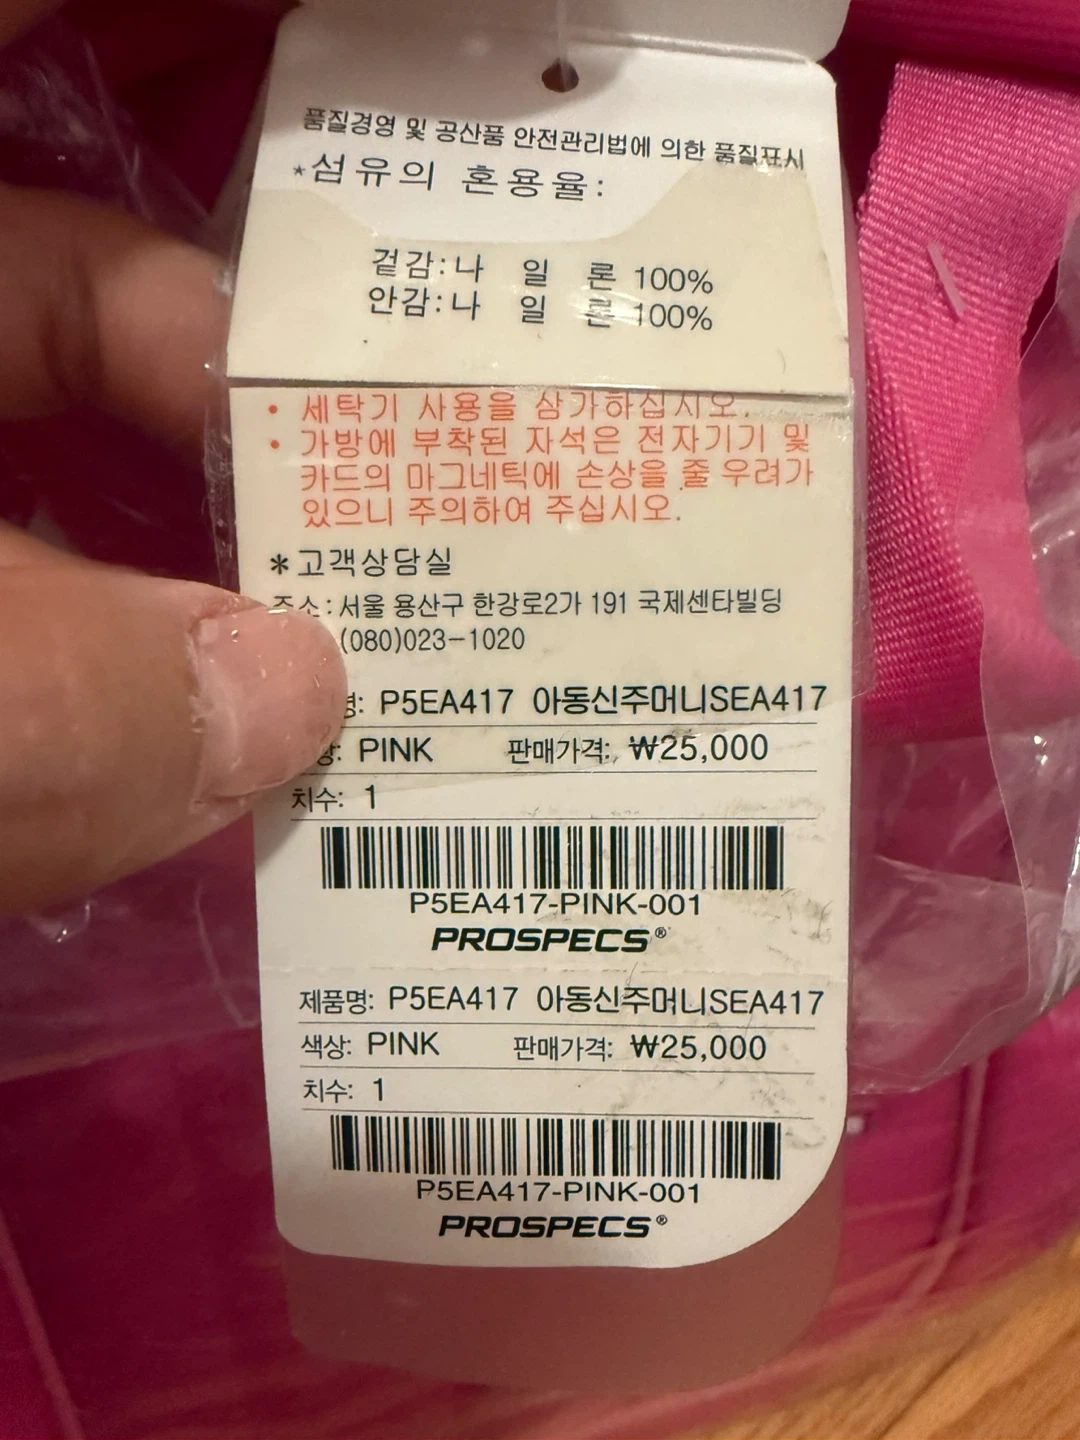 품질경영 및 공산품 안전관리법에 의한 품질표시
*섬유의 혼용율:
겉감:나 일 론 100%
안감:나 일 론 100%
• 세탁기 사용을 삼가하십시오.
• 가방에 부착된 자석은 전자기기 및
카드의 마그네틱에 손상을 줄 우려가
있으니 주의하여 주십시오.
*고객상담실
주소:서울 용산구 한강로2가 191 국제센타빌딩
(080)023-1020
명: P5EA417 아동신주머니SEA417
상: PINK 판매가격: ₩25,000
치수: 1
P5EA417-PINK-001
PROSPECS®
제품명: P5EA417 아동신주머니SEA417
색상: PINK 판매가격: ₩25,000
치수: 1
P5EA417-PINK-001
PROSPECS®